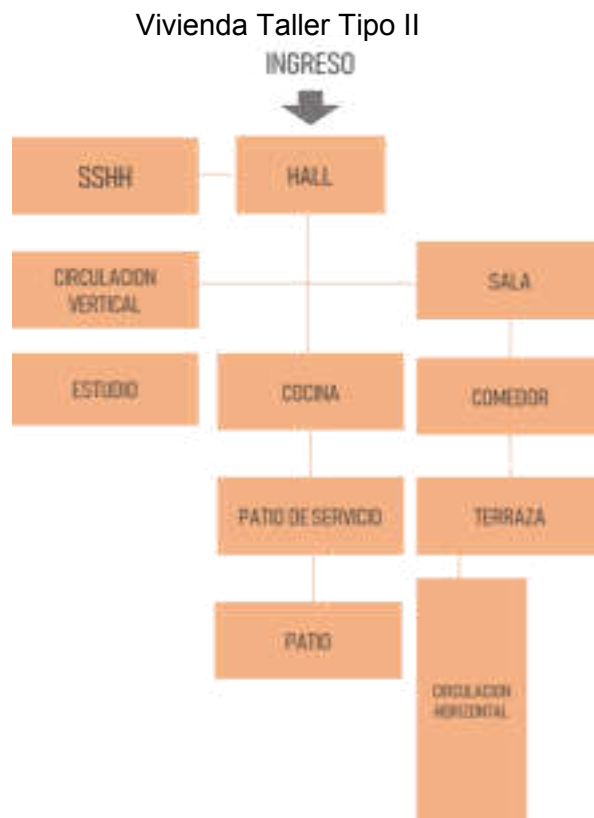 Vivienda Taller Tipo II
INGRESO
SSHH
HALL
CIRCULACION
VERTICAL
SALA
ESTUDIO
COCINA
COMEDOR
PATIO DE SERVICIO
TERRAZA
PATIO
CIRCULACION
HORIZONTAL